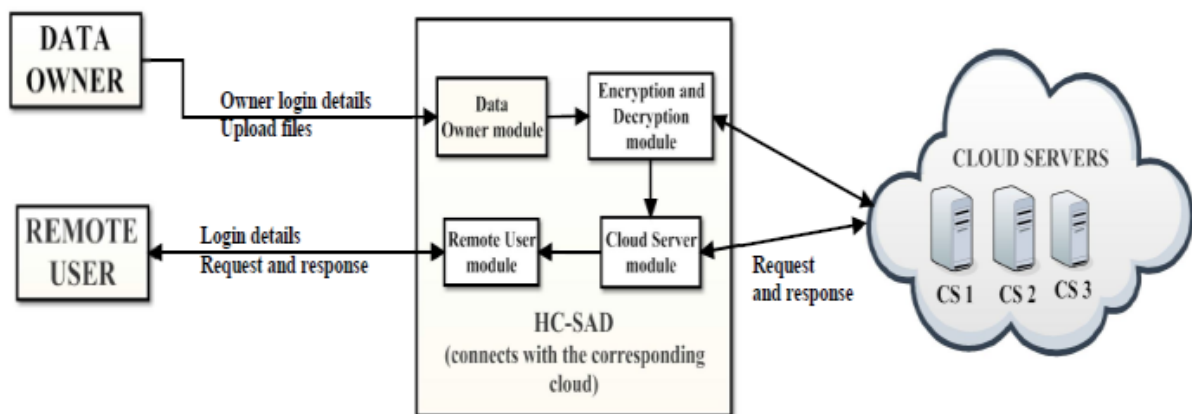 DATA
OWNER
Owner login details
Upload files
Data
Owner module
Encryption and
Decryption
module
CLOUD SERVERS
CS 1
CS 2
CS 3
REMOTE
USER
Login details
Request and response
Remote User
module
Cloud Server
module
Request
and response
HC-SAD
(connects with the corresponding
cloud)